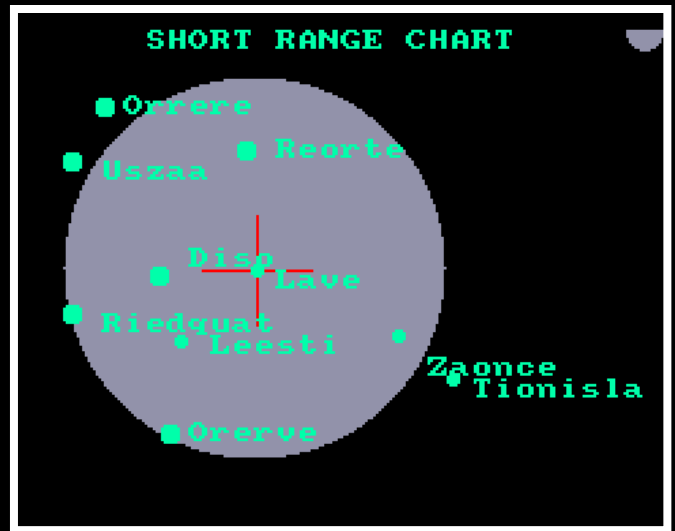 SHORT RANGE CHART
Orrere
Reorte
Uszaa
Diso
Lave
Riedquat
Leesti
Zaonce
Tionisla
Orerve